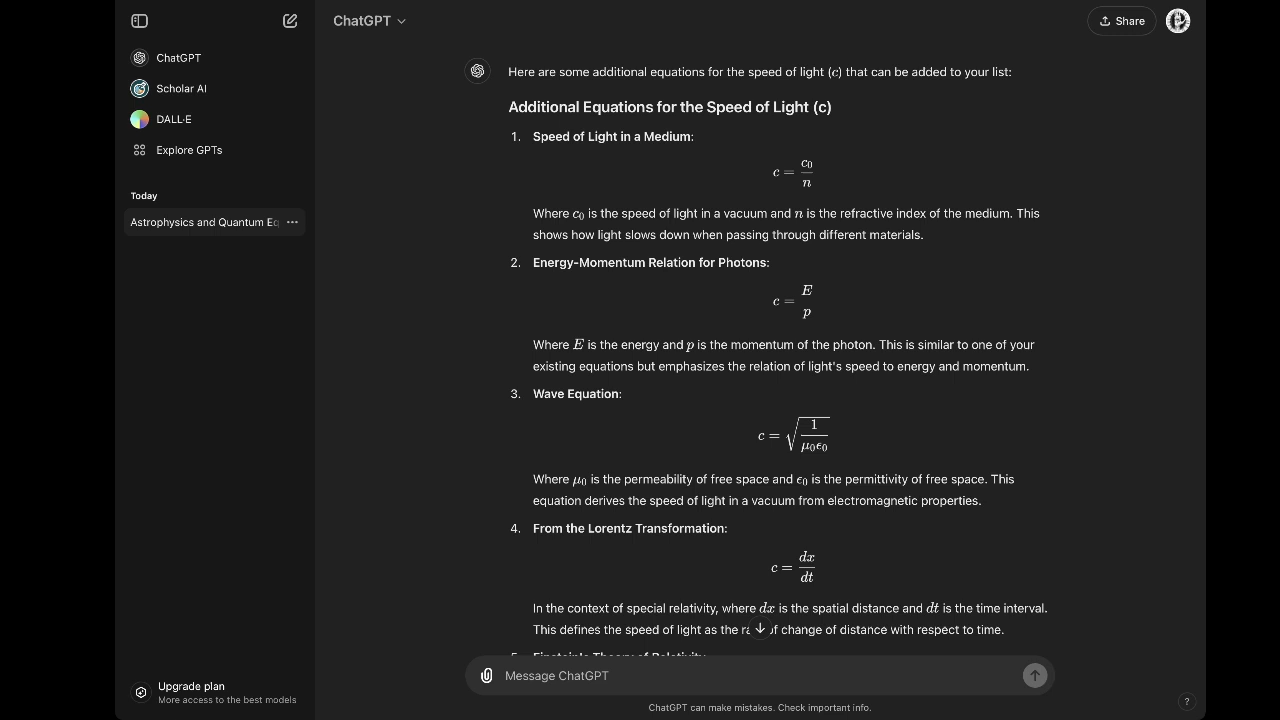 ChatGPT
Share
ChatGPT
Scholar AI
DALL·E
Explore GPTs
Today
Astrophysics and Quantum Eq
Here are some additional equations for the speed of light (c) that can be added to your list:
Additional Equations for the Speed of Light (c)
1. Speed of Light in a Medium:
c = c₀/n
Where c₀ is the speed of light in a vacuum and n is the refractive index of the medium. This
shows how light slows down when passing through different materials.
2. Energy-Momentum Relation for Photons:
c = E/p
Where E is the energy and p is the momentum of the photon. This is similar to one of your
existing equations but emphasizes the relation of light's speed to energy and momentum.
3. Wave Equation:
c = √(1/μ₀ϵ₀)
Where μ₀ is the permeability of free space and ϵ₀ is the permittivity of free space. This
equation derives the speed of light in a vacuum from electromagnetic properties.
4. From the Lorentz Transformation:
c = dx/dt
In the context of special relativity, where dx is the spatial distance and dt is the time interval.
This defines the speed of light as the of change of distance with respect to time.
Message ChatGPT
ChatGPT can make mistakes. Check important info.
?
Upgrade plan
More access to the best models